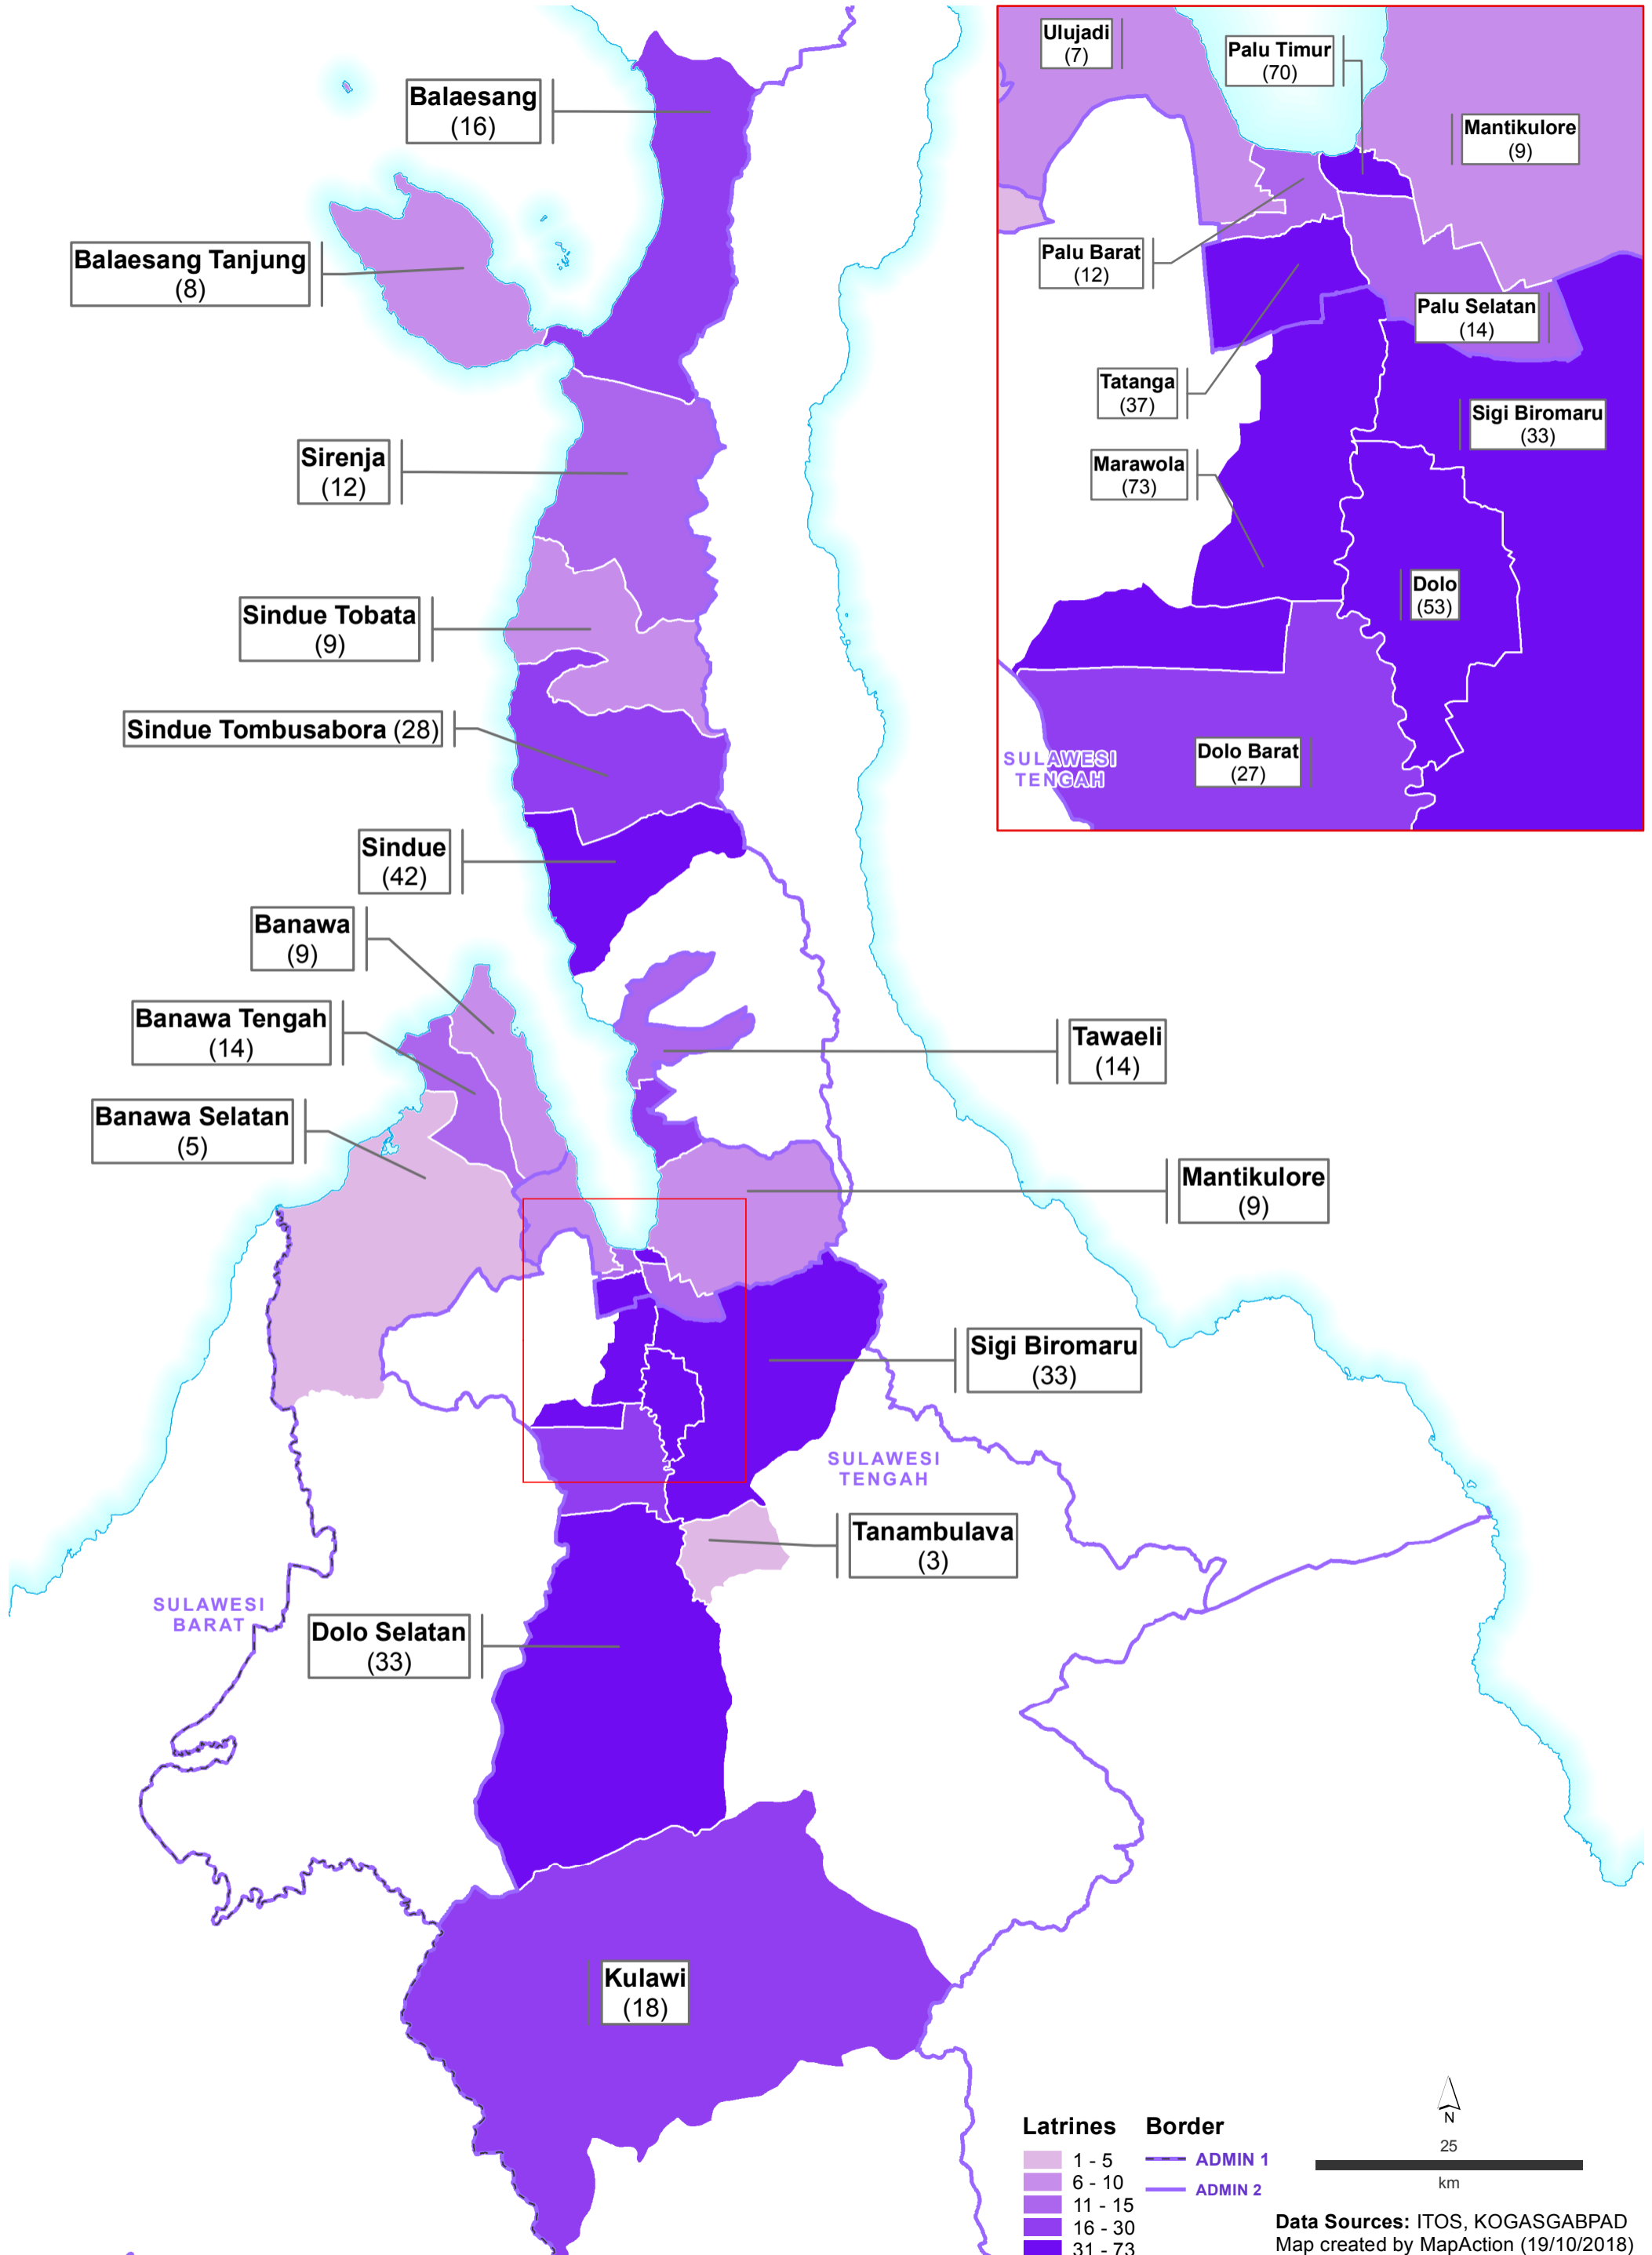 Balaesang
(16)
Balaesang Tanjung
(8)
Sirenja
(12)
Sindue Tobata
(9)
Sindue Tombusabora (28)
Sindue
(42)
Banawa
(9)
Banawa Tengah
(14)
Banawa Selatan
(5)
Tawaeli
(14)
Mantikulore
(9)
Sigi Biromaru
(33)
SULAWESI
TENGAH
Tanambulava
(3)
SULAWESI
BARAT
Dolo Selatan
(33)
Kulawi
(18)
Ulujadi
(7)
Palu Timur
(70)
Mantikulore
(9)
Palu Barat
(12)
Palu Selatan
(14)
Tatanga
(37)
Sigi Biromaru
(33)
Marawola
(73)
Dolo
(53)
Dolo Barat
(27)
SULAWESI
TENGAH
Latrines
1 - 5
6 - 10
11 - 15
16 - 30
31 - 73
Border
ADMIN 1
ADMIN 2
N
25
km
Data Sources: ITOS, KOGASGABPAD
Map created by MapAction (19/10/2018)